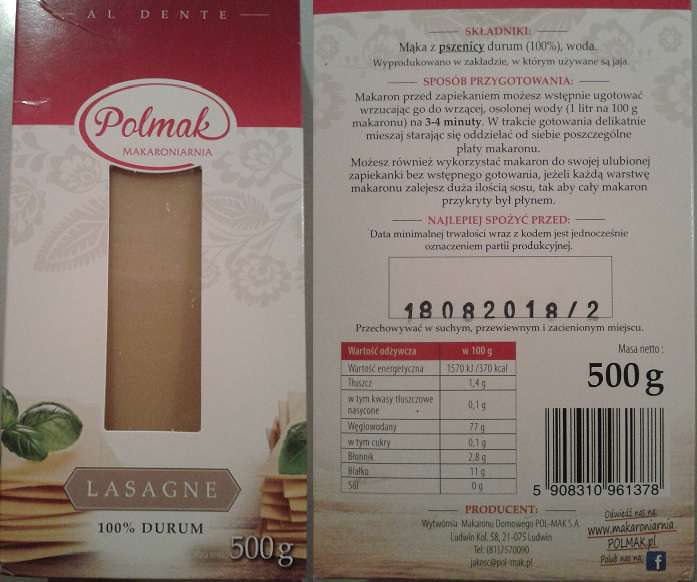 AL DENTE
Polmak
MAKARONIARNIA
LASAGNE
100% DURUM
Masa netto: 500g
SKŁADNIKI:
Mąka z pszenicy durum (100%), woda.
Wyprodukowano w zakładzie, w którym używane są jaja.
SPOSÓB PRZYGOTOWANIA:
Makaron przed zapiekaniem możesz wstępnie ugotować
wrzucając go do wrzącej, osolonej wody (1 litr na 100 g
makaronu) na 3-4 minuty. W trakcie gotowania delikatnie
mieszaj starając się oddzielać od siebie poszczególne
płaty makaronu.
Możesz również wykorzystać makaron do swojej ulubionej
zapiekanki bez wstępnego gotowania, jeżeli każdą warstwę
makaronu zalejesz duża ilością sosu, tak aby cały makaron
przykryty był płynem.
NAJLEPIEJ SPOŻYĆ PRZED:
Data minimalnej trwałości wraz z kodem jest jednocześnie
oznaczeniem partii produkcyjnej.
18082018/2
Przechowywać w suchym, przewiewnym i zacienionym miejscu.
Wartość odżywcza w 100 g
Wartość energetyczna 1570 kJ /370 kcal
Tłuszcz 1,4 g
w tym kwasy tłuszczowe
nasycone 0,1 g
Węglowodany 77 g
w tym cukry 0,1 g
Błonnik 2,8 g
Białko 11 g
Sól 0 g
Masa netto :
500 g
5 908310 961378
PRODUCENT:
Wytwórnia Makaronu Domowego POL-MAK S.A.
Ludwin Kol. 58, 21-075 Ludwin
Tel: (81)7570090
jakosc@pol-mak.pl
Odwiedź nas na:
www.makaroniarnia
POLMAK.pl
Polub nas na: f